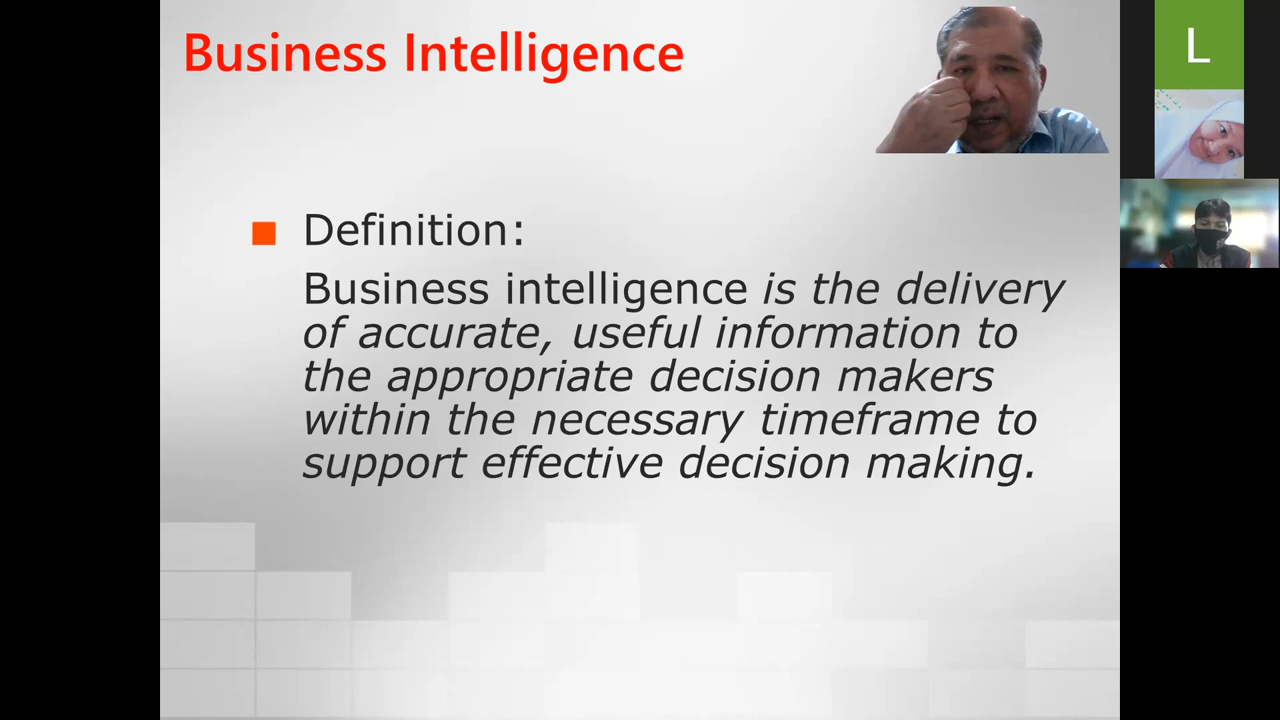 Business Intelligence
L
Definition:
Business intelligence is the delivery
of accurate, useful information to
the appropriate decision makers
within the necessary timeframe to
support effective decision making.